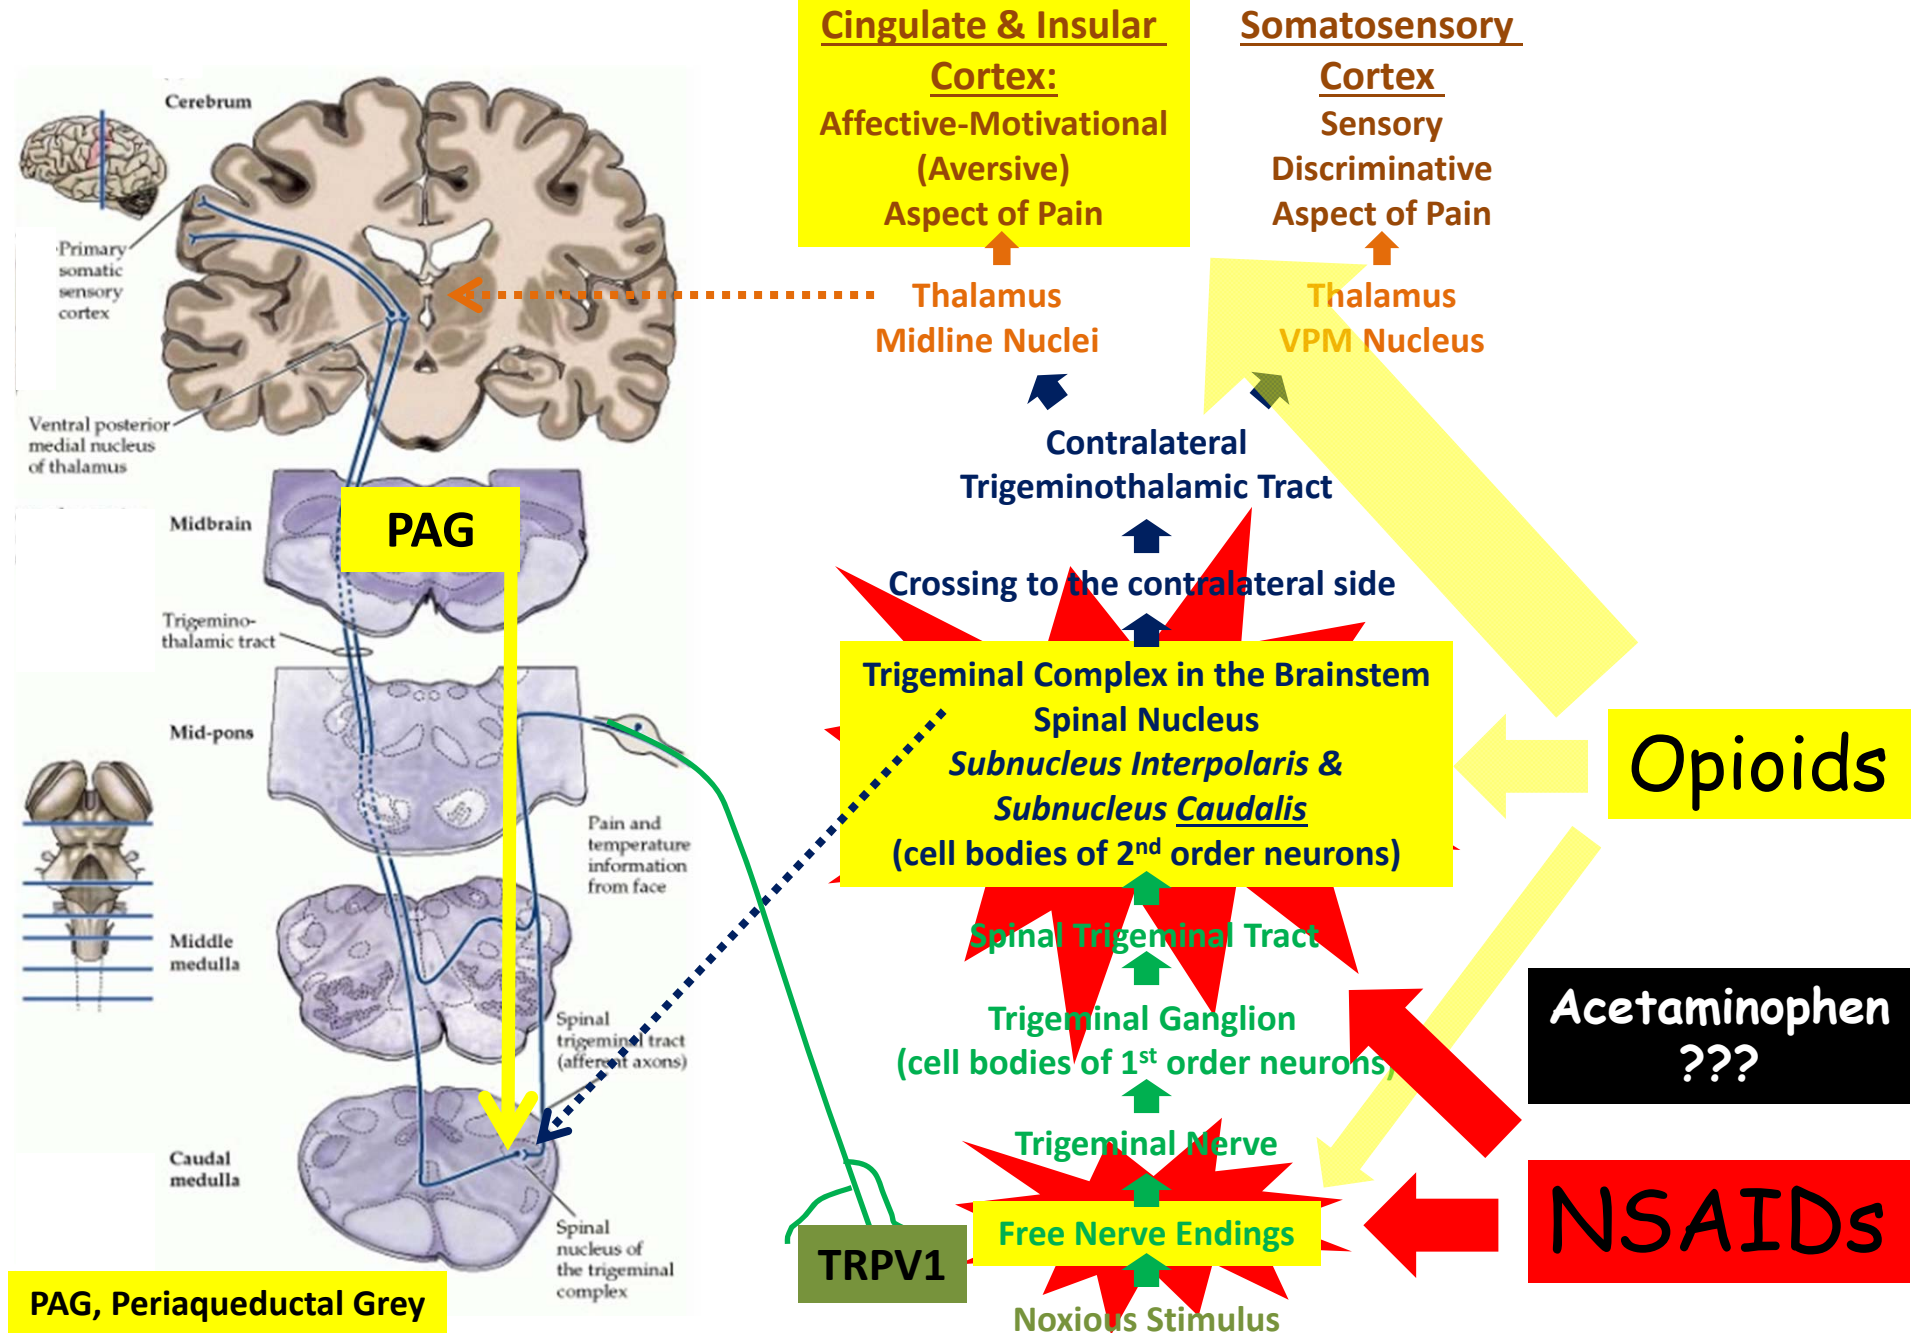 Cerebrum
Primary
somatic
sensory
cortex
Ventral posterior
medial nucleus
of thalamus
Midbrain
PAG
Trigemino-
thalamic tract
Mid-pons
Pain and
temperature
information
from face
Middle
medulla
Spinal
trigeminal tract
(afferent axons)
Caudal
medulla
Spinal
nucleus of
the trigeminal
complex
PAG, Periaqueductal Grey
Cingulate & Insular
Cortex:
Affective-Motivational
(Aversive)
Aspect of Pain
Somatosensory
Cortex
Sensory
Discriminative
Aspect of Pain
Thalamus
Midline Nuclei
Thalamus
VPM Nucleus
Contralateral
Trigeminothalamic Tract
Crossing to the contralateral side
Trigeminal Complex in the Brainstem
Spinal Nucleus
Subnucleus Interpolaris &
Subnucleus Caudalis
(cell bodies of 2nd order neurons)
Spinal Trigeminal Tract
Trigeminal Ganglion
(cell bodies of 1st order neurons)
Trigeminal Nerve
Free Nerve Endings
TRPV1
Noxious Stimulus
Opioids
Acetaminophen
???
NSAIDs